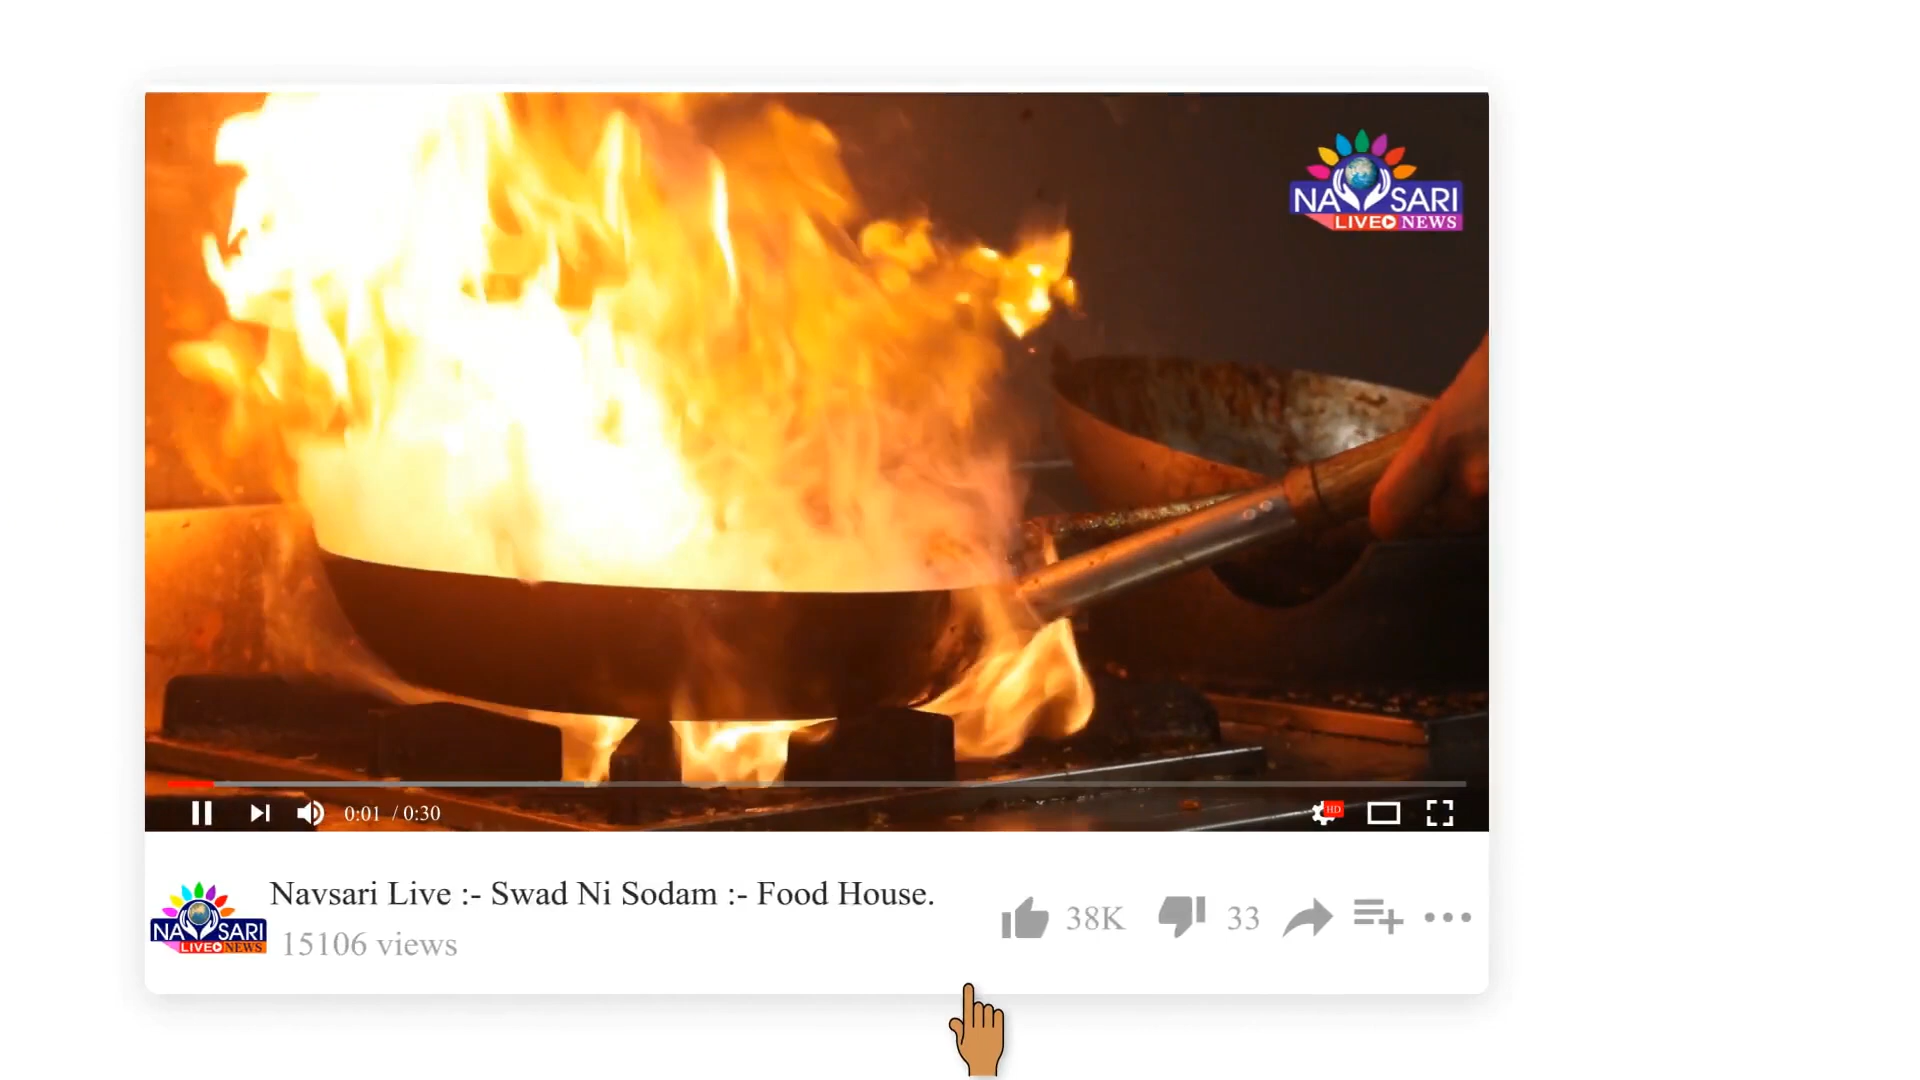 NAVSARI
LIVE NEWS
0:01 / 0:30
HD
Navsari Live :- Swad Ni Sodam :- Food House.
15106 views
38K
33
NAVSARI
LIVE NEWS